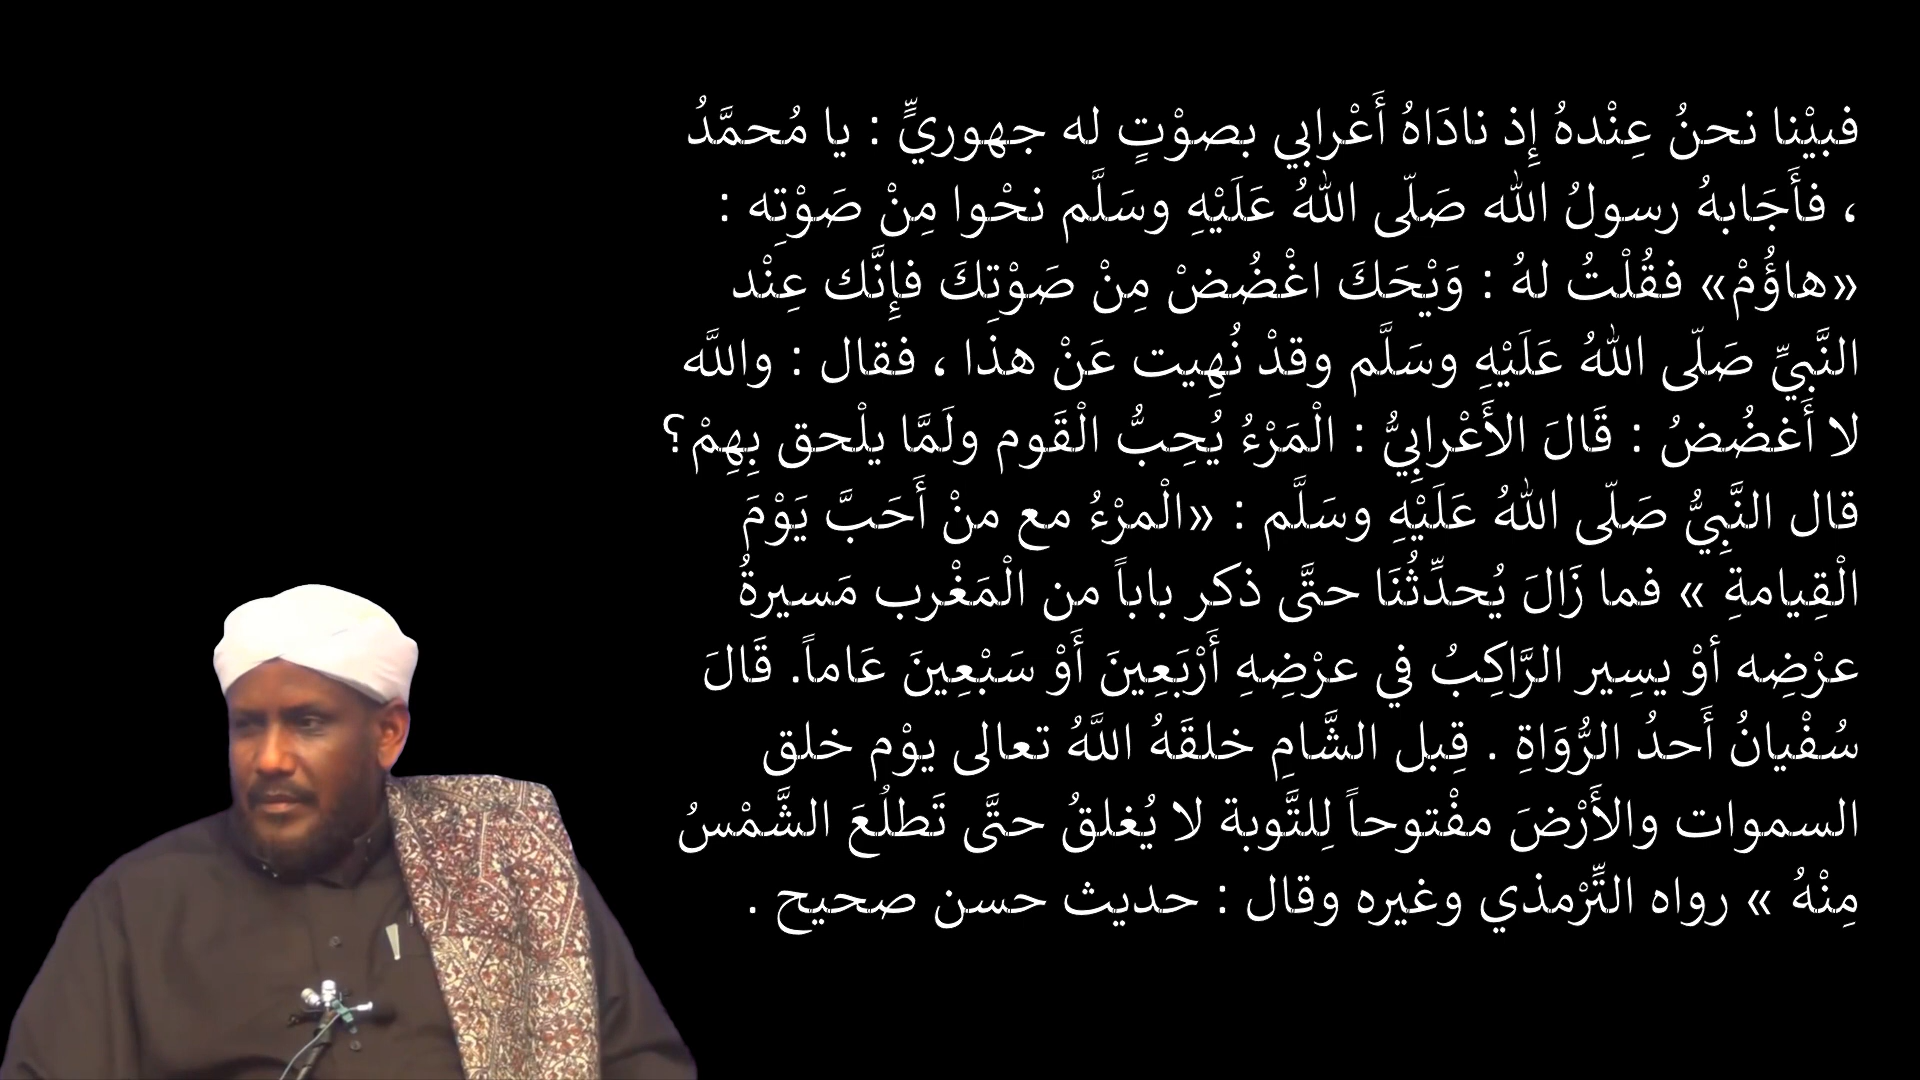 فبيْنا نحنُ عِنْدهُ إِذ نادَاهُ أَعْرابي بصوْتٍ له جهوريٍّ : يا مُحمَّدُ
، فأَجَابهُ رسولُ الله صَلّى اللهُ عَلَيْهِ وسَلَّم نحْوا مِنْ صَوْتِه :
«هاؤُمْ» فقُلْتُ لهُ : وَيْحَكَ اغْضُضْ مِنْ صَوْتِكَ فإِنَّك عِنْد
النَّبيِّ صَلّى اللهُ عَلَيْهِ وسَلَّم وقدْ نُهِيت عَنْ هذا ، فقال : واللَّه
لا أَغضُضُ : قَالَ الأَعْرابِيُّ : الْمَرْءُ يُحِبُّ الْقَوم ولَمَّا يلْحق بِهِمْ؟
قال النَّبِيُّ صَلّى اللهُ عَلَيْهِ وسَلَّم : «الْمرْءُ مع منْ أَحَبَّ يَوْمَ
الْقِيامةِ » فما زَالَ يُحدِّثُنَا حتَّى ذكر باباً من الْمَغْرب مَسيرةُ
عرْضِه أوْ يسِير الرَّاكِبُ في عرْضِهِ أَرْبَعِينَ أَوْ سَبْعِينَ عَاماً. قَالَ
سُفْيانُ أَحدُ الرُّوَاةِ . قِبل الشَّامِ خلقَهُ اللَّهُ تعالى يوْم خلق
السموات والأَرْضَ مفْتوحاً لِلتَّوبة لا يُغلقُ حتَّى تَطلُعَ الشَّمْسُ
مِنْهُ » رواه التِّرْمذي وغيره وقال : حديث حسن صحيح .